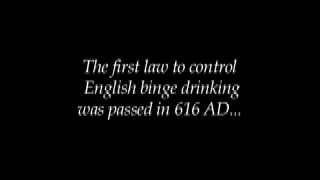 The first law to control
English binge drinking
was passed in 616 AD...